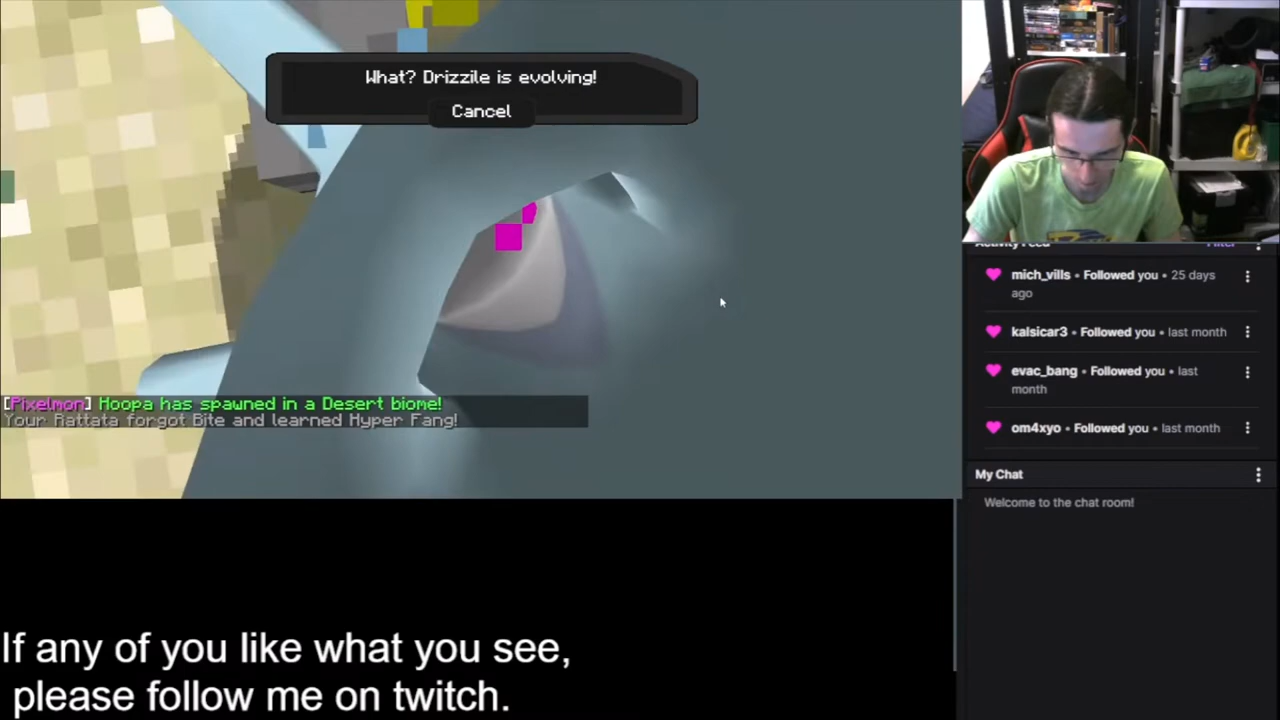 What? Drizzile is evolving!
Cancel
[Pixelmon] Hoopa has spawned in a Desert biome!
Your Rattata forgot Bite and learned Hyper Fang!
If any of you like what you see,
please follow me on twitch.
Activity Feed
Filter
mich_vills • Followed you • 25 days
ago
kalsicar3 • Followed you • last month
evac_bang • Followed you • last
month
om4xyo • Followed you • last month
My Chat
Welcome to the chat room!